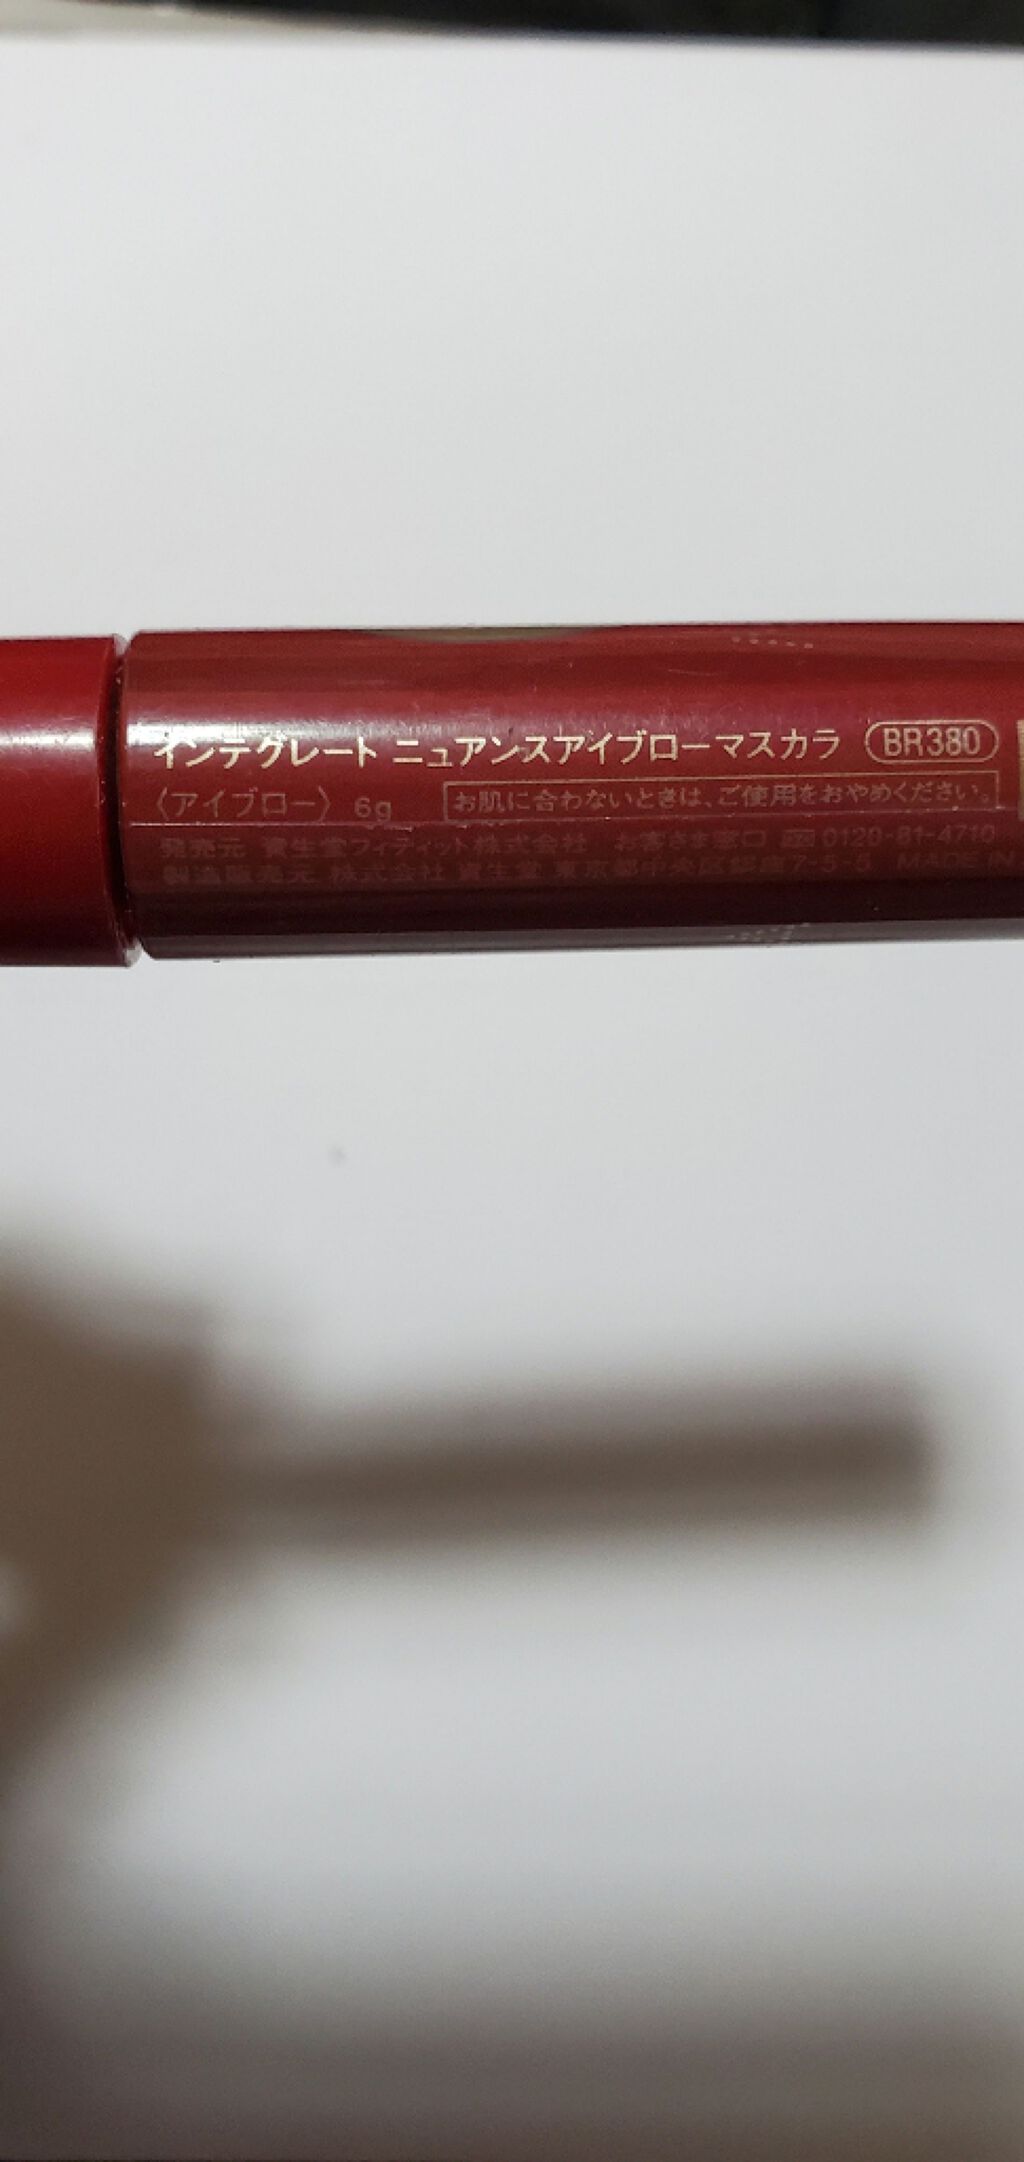 インテグレート ニュアンスアイブローマスカラ BR380
〈アイブロー〉 6g お肌に合わないときは、ご使用をおやめください。
発売元 資生堂フィティット株式会社 お客さま窓口 0120-81-4710
製造販売元 株式会社 資生堂 東京都中央区銀座7-5-5 MADE IN